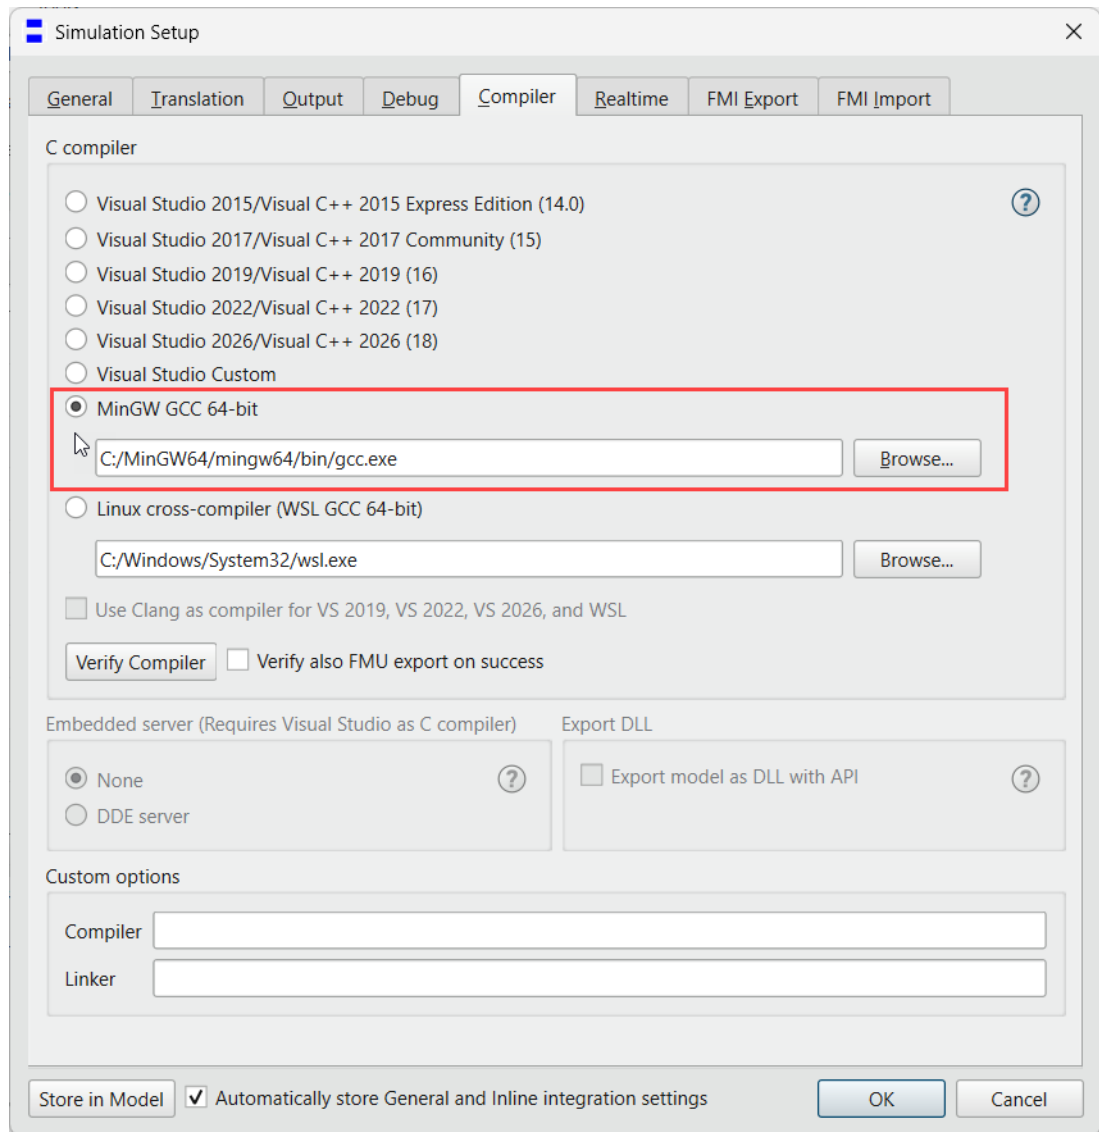 Simulation Setup
General Translation Output Debug Compiler Realtime FMI Export FMI Import
C compiler
Visual Studio 2015/Visual C++ 2015 Express Edition (14.0)
?
Visual Studio 2017/Visual C++ 2017 Community (15)
Visual Studio 2019/Visual C++ 2019 (16)
Visual Studio 2022/Visual C++ 2022 (17)
Visual Studio 2026/Visual C++ 2026 (18)
Visual Studio Custom
MinGW GCC 64-bit
C:/MinGW64/mingw64/bin/gcc.exe Browse...
Linux cross-compiler (WSL GCC 64-bit)
C:/Windows/System32/wsl.exe Browse...
Use Clang as compiler for VS 2019, VS 2022, VS 2026, and WSL
Verify Compiler Verify also FMU export on success
Embedded server (Requires Visual Studio as C compiler) Export DLL
None ? Export model as DLL with API ?
DDE server
Custom options
Compiler
Linker
Store in Model Automatically store General and Inline integration settings OK Cancel